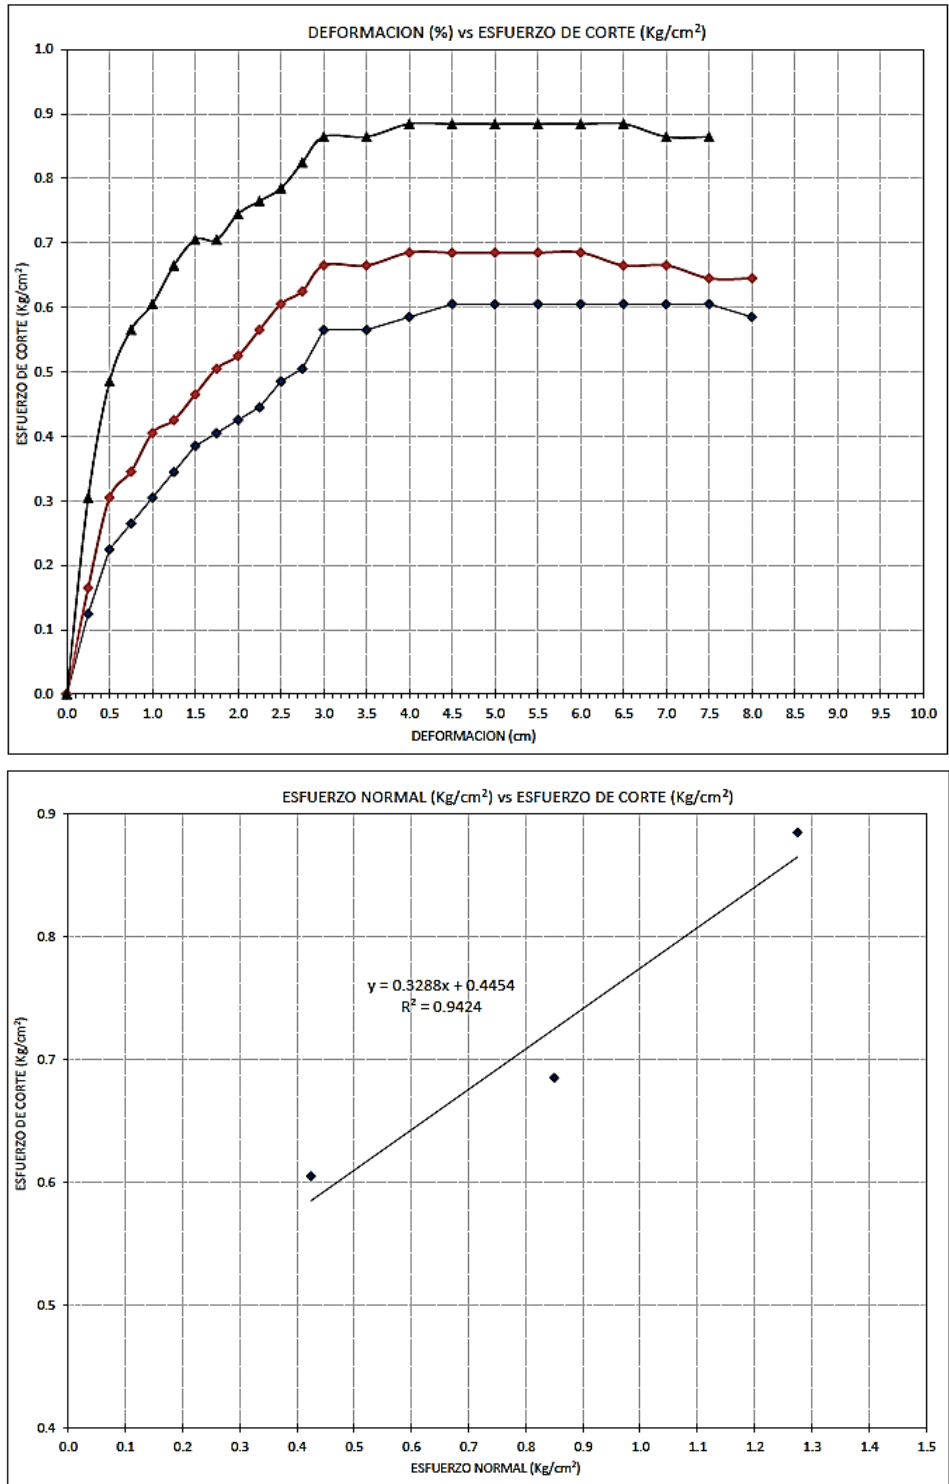 DEFORMACION (%) vs ESFUERZO DE CORTE (Kg/cm²)
1.0
0.9
0.8
0.7
0.6
0.5
0.4
0.3
0.2
0.1
0.0
ESFUERZO DE CORTE (Kg/cm²)
0.0 0.5 1.0 1.5 2.0 2.5 3.0 3.5 4.0 4.5 5.0 5.5 6.0 6.5 7.0 7.5 8.0 8.5 9.0 9.5 10.0
DEFORMACION (cm)
ESFUERZO NORMAL (Kg/cm²) vs ESFUERZO DE CORTE (Kg/cm²)
0.9
0.8
0.7
0.6
0.5
0.4
ESFUERZO DE CORTE (Kg/cm²)
y = 0.3288x + 0.4454
R² = 0.9424
0.0 0.1 0.2 0.3 0.4 0.5 0.6 0.7 0.8 0.9 1.0 1.1 1.2 1.3 1.4 1.5
ESFUERZO NORMAL (Kg/cm²)